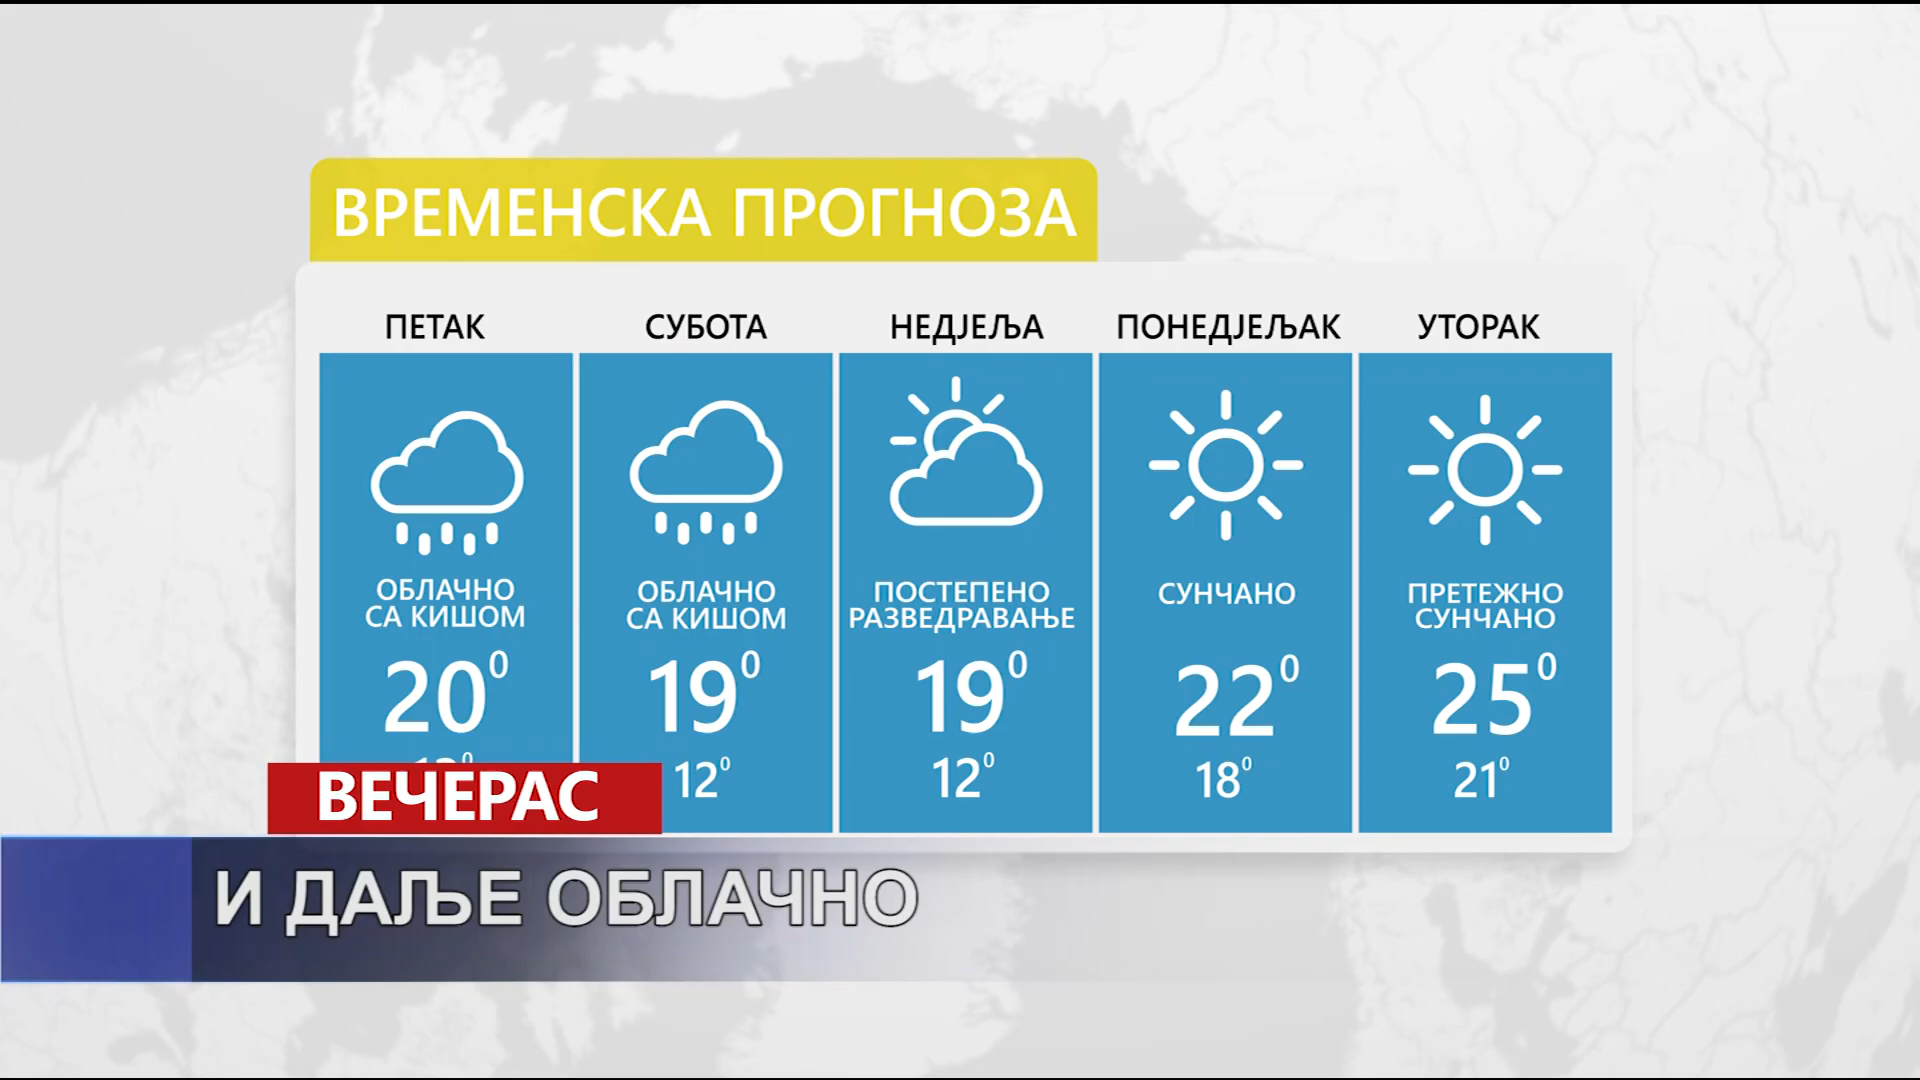 ВРЕМЕНСКА ПРОГНОЗА
ПЕТАК
ОБЛАЧНО
СА КИШОМ
20⁰
СУБОТА
ОБЛАЧНО
СА КИШОМ
19⁰
12⁰
НЕДЈЕЉА
ПОСТЕПЕНО
РАЗВЕДРАВАЊЕ
19⁰
12⁰
ПОНЕДЈЕЉАК
СУНЧАНО
22⁰
18⁰
УТОРАК
ПРЕТЕЖНО
СУНЧАНО
25⁰
21⁰
ВЕЧЕРАС
И ДАЉЕ ОБЛАЧНО